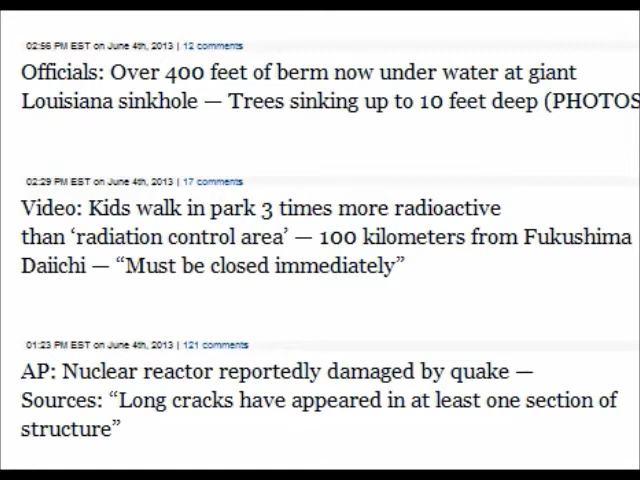 02:56 PM EST on June 4th, 2013 | 12 comments
Officials: Over 400 feet of berm now under water at giant
Louisiana sinkhole — Trees sinking up to 10 feet deep (PHOTOS
02:29 PM EST on June 4th, 2013 | 17 comments
Video: Kids walk in park 3 times more radioactive
than ‘radiation control area’ — 100 kilometers from Fukushima
Daiichi — “Must be closed immediately”
01:23 PM EST on June 4th, 2013 | 121 comments
AP: Nuclear reactor reportedly damaged by quake —
Sources: “Long cracks have appeared in at least one section of
structure”